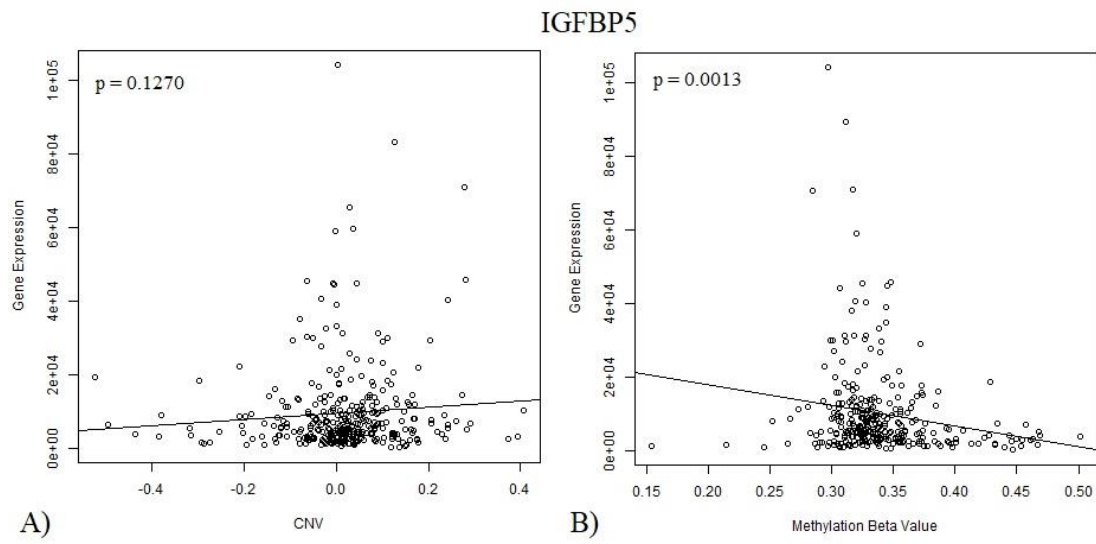 IGFBP5
p = 0.1270
Gene Expression
0e+00 2e+04 4e+04 6e+04 8e+04 1e+05
-0.4 -0.2 0.0 0.2 0.4
CNV
A)
p = 0.0013
Gene Expression
0e+00 2e+04 4e+04 6e+04 8e+04 1e+05
0.15 0.20 0.25 0.30 0.35 0.40 0.45 0.50
Methylation Beta Value
B)